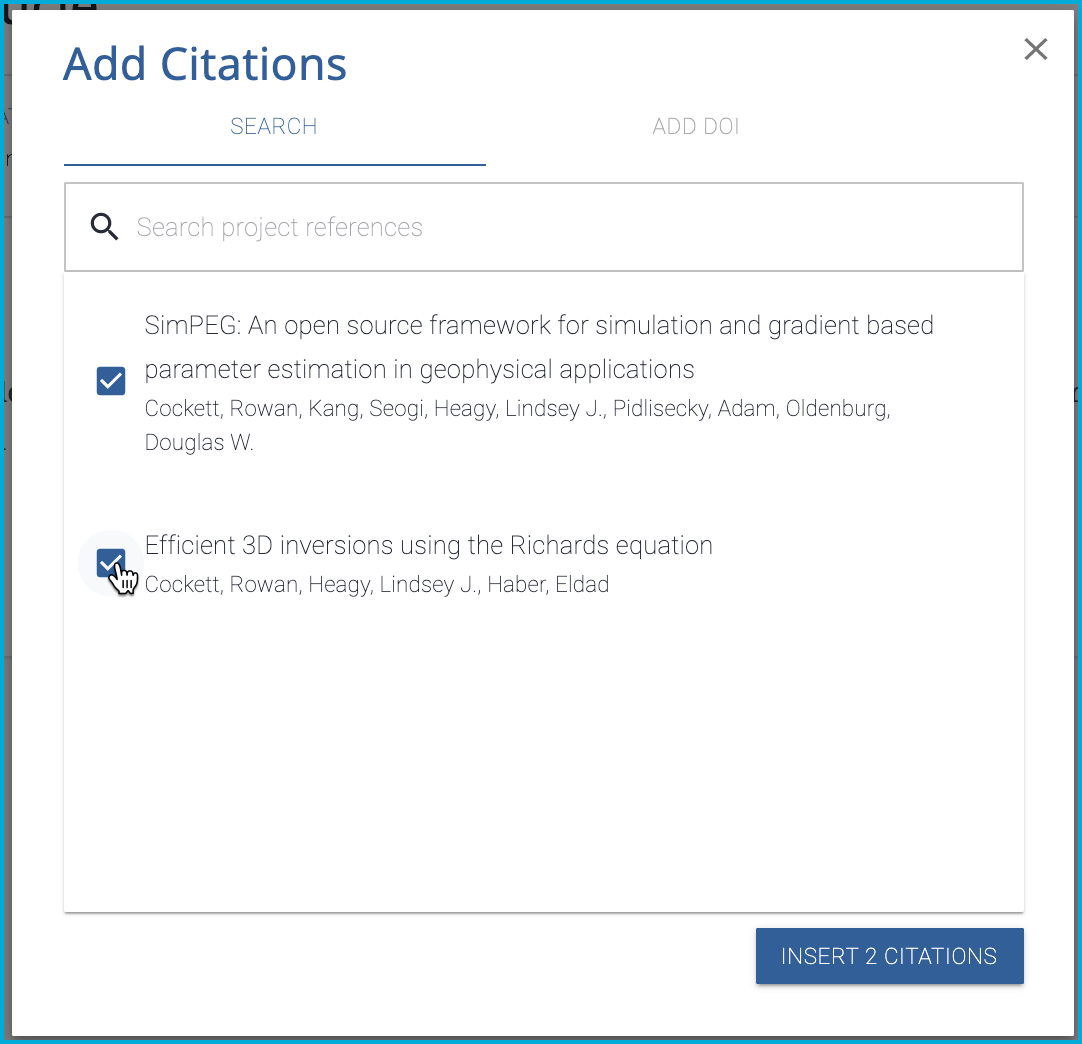 Add Citations
SEARCH
ADD DOI
Search project references
SimPEG: An open source framework for simulation and gradient based
parameter estimation in geophysical applications
Cockett, Rowan, Kang, Seogi, Heagy, Lindsey J., Pidlisecky, Adam, Oldenburg,
Douglas W.
Efficient 3D inversions using the Richards equation
Cockett, Rowan, Heagy, Lindsey J., Haber, Eldad
INSERT 2 CITATIONS